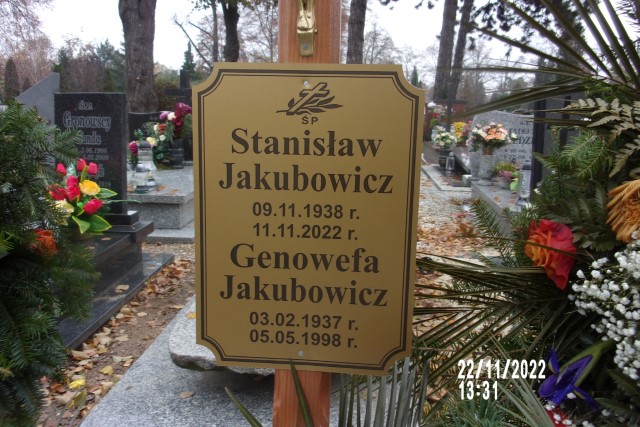 ŚP
Stanisław
Jakubowicz
09.11.1938 r.
11.11.2022 r.
Genowefa
Jakubowicz
03.02.1937 r.
05.05.1998 r.
22/11/2022
13:31